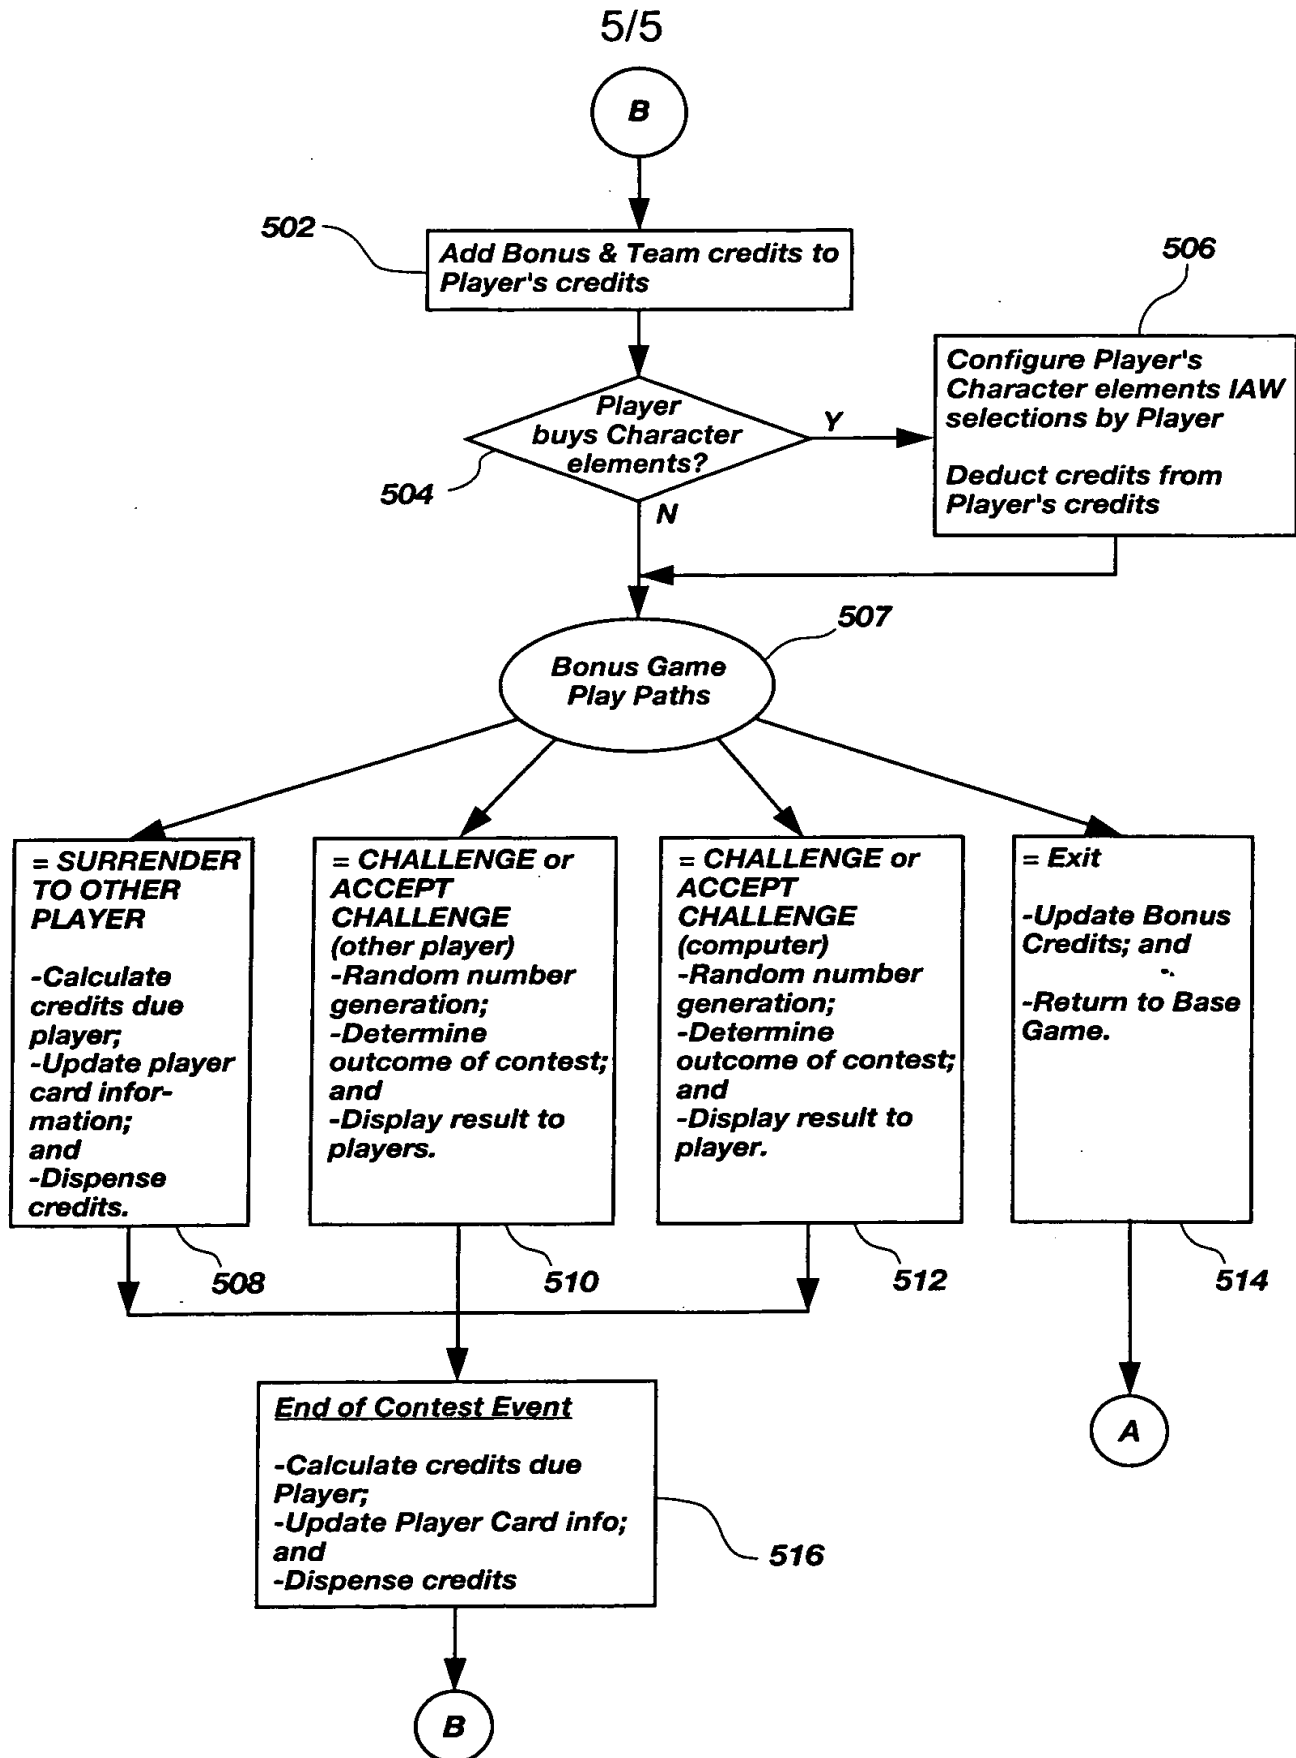 5/5
B
502
Add Bonus & Team credits to
Player's credits
506
Configure Player's
Character elements IAW
selections by Player
Deduct credits from
Player's credits
Player
buys Character
elements?
Y
504
N
507
Bonus Game
Play Paths
= SURRENDER
TO OTHER
PLAYER
-Calculate
credits due
player;
-Update player
card infor-
mation;
and
-Dispense
credits.
508
= CHALLENGE or
ACCEPT
CHALLENGE
(other player)
-Random number
generation;
-Determine
outcome of contest;
and
-Display result to
players.
510
= CHALLENGE or
ACCEPT
CHALLENGE
(computer)
-Random number
generation;
-Determine
outcome of contest;
and
-Display result to
player.
512
= Exit
-Update Bonus
Credits; and
-Return to Base
Game.
514
End of Contest Event
-Calculate credits due
Player;
-Update Player Card info;
and
-Dispense credits
516
A
B